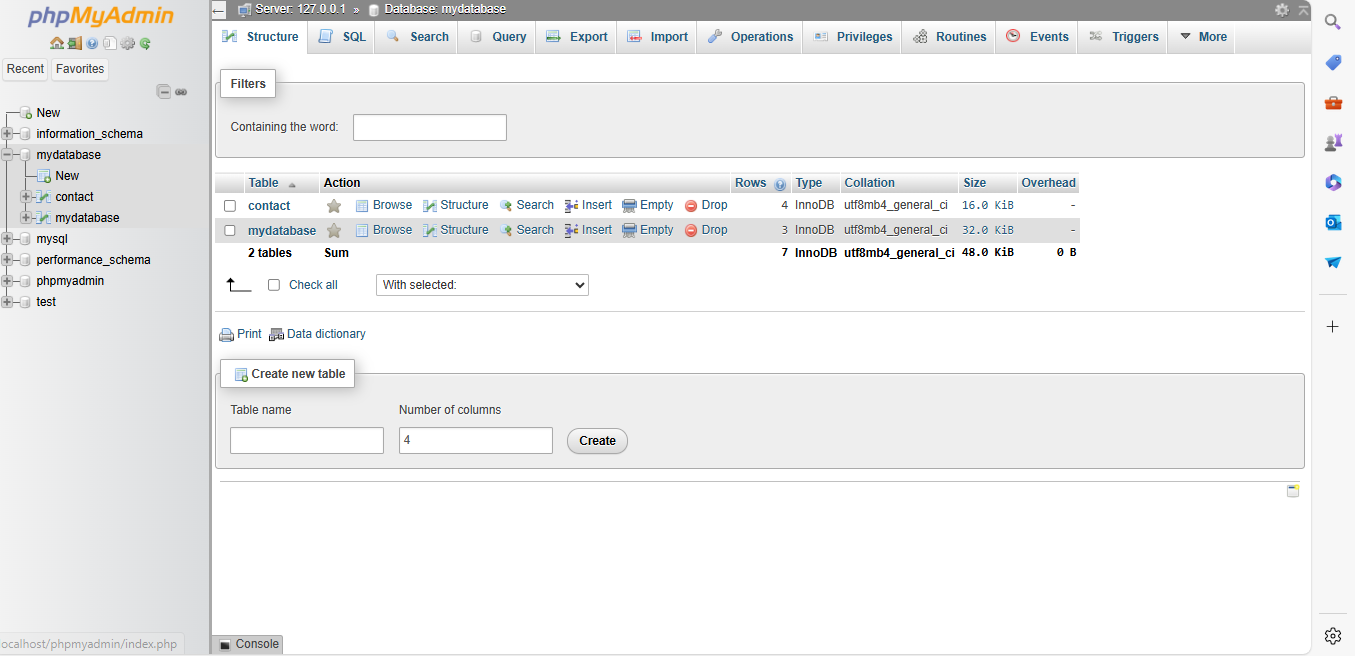 phpMyAdmin
Recent Favorites
New
information_schema
mydatabase
New
contact
mydatabase
mysql
performance_schema
phpmyadmin
test
ocalhost/phpmyadmin/index.php
Server: 127.0.0.1 » Database: mydatabase
Structure SQL Search Query Export Import Operations Privileges Routines Events Triggers More
Filters
Containing the word:
Table Action Rows Type Collation Size Overhead
contact Browse Structure Search Insert Empty Drop 4 InnoDB utf8mb4_general_ci 16.0 KiB -
mydatabase Browse Structure Search Insert Empty Drop 3 InnoDB utf8mb4_general_ci 32.0 KiB -
2 tables Sum 7 InnoDB utf8mb4_general_ci 48.0 KiB 0 B
Check all With selected:
Print Data dictionary
Create new table
Table name Number of columns
4 Create
Console